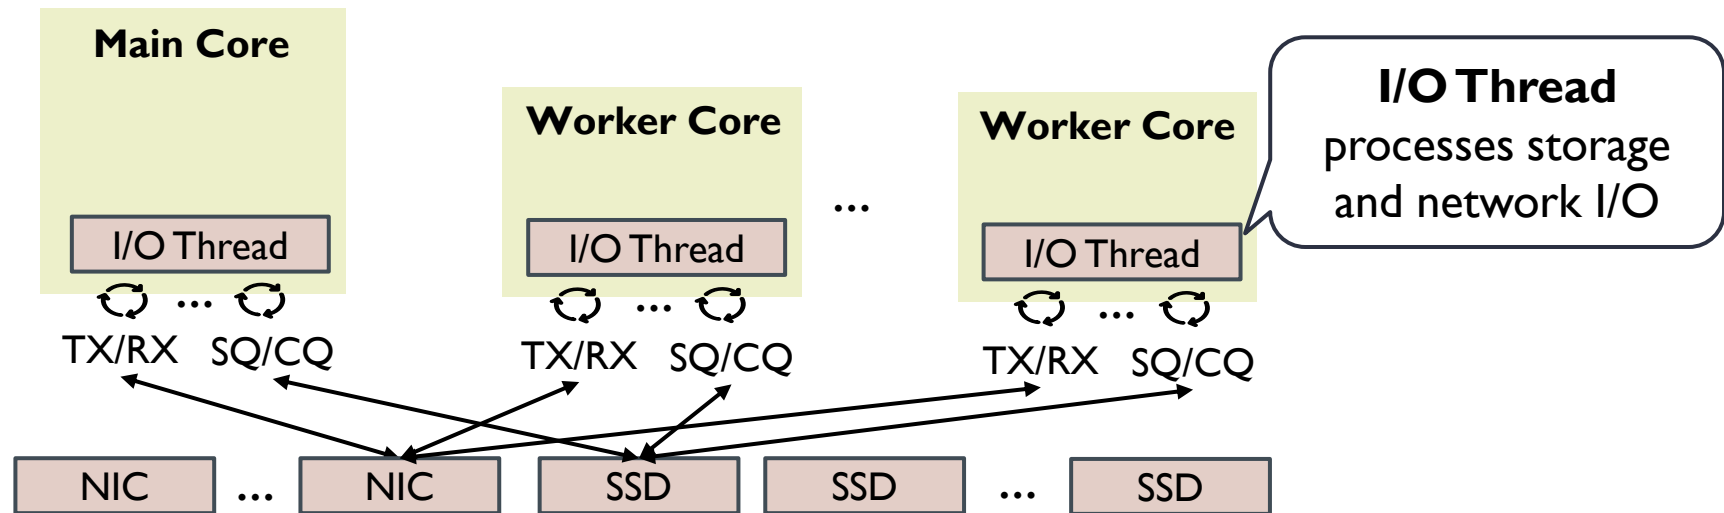 Main Core
I/O Thread
... 
TX/RX SQ/CQ
Worker Core
I/O Thread
...
TX/RX SQ/CQ
...
Worker Core
I/O Thread
...
TX/RX SQ/CQ
I/O Thread
processes storage
and network I/O
NIC ... NIC SSD SSD ... SSD